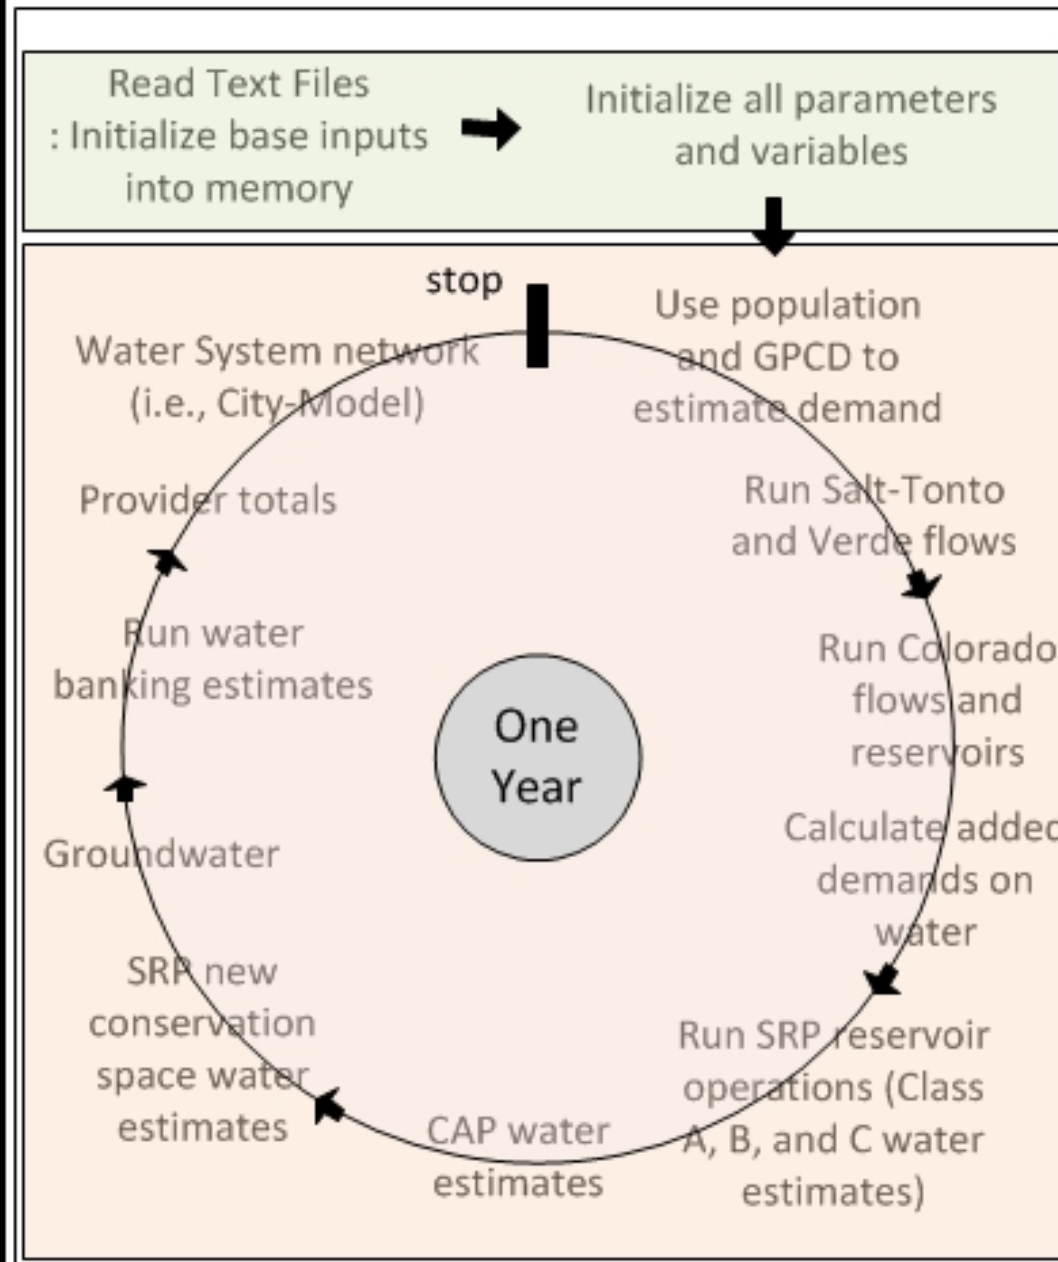 Read Text Files
: Initialize base inputs
into memory
Initialize all parameters
and variables
stop
Use population
and GPCD to
estimate demand
Run Salt-Tonto
and Verde flows
Run Colorado
flows and
reservoirs
Calculate added
demands on
water
Run SRP reservoir
operations (Class
A, B, and C water
estimates)
CAP water
estimates
SRP new
conservation
space water
estimates
Groundwater
Run water
banking estimates
Provider totals
Water System network
(i.e., City-Model)
One
Year